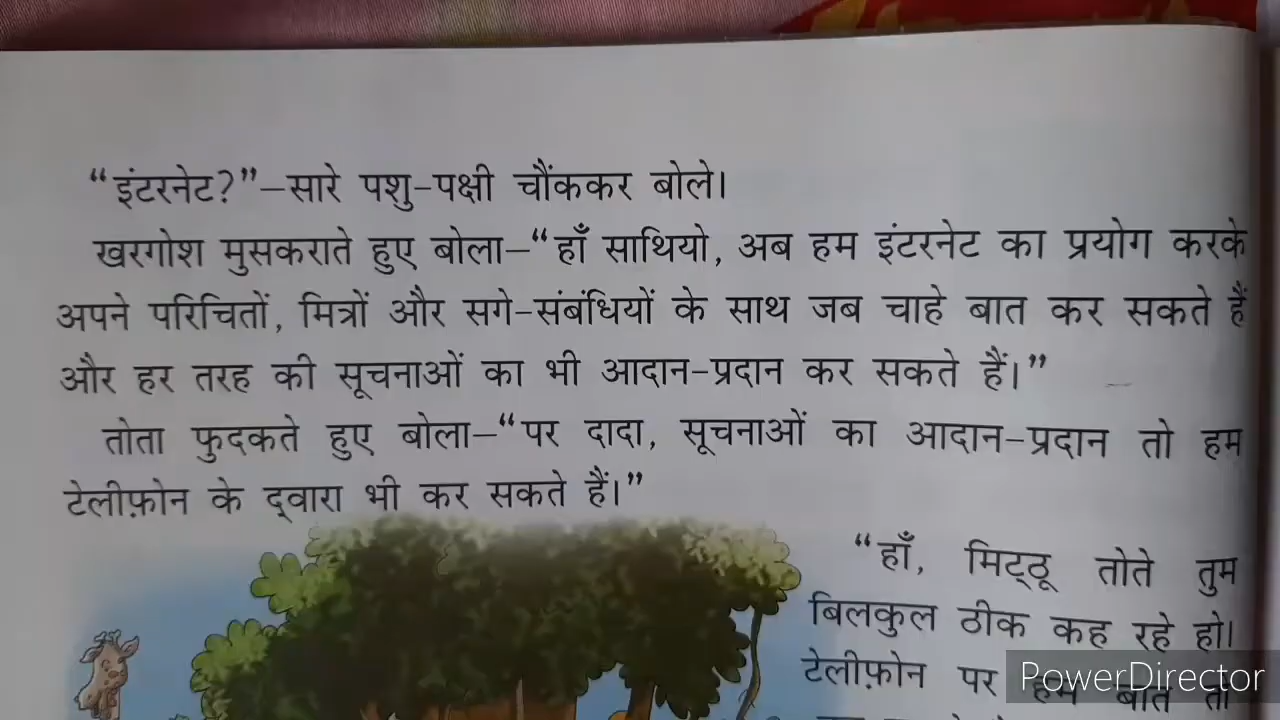 “इंटरनेट?”–सारे पशु-पक्षी चौंककर बोले।
खरगोश मुसकराते हुए बोला–“हाँ साथियो, अब हम इंटरनेट का प्रयोग करके
अपने परिचितों, मित्रों और सगे-संबंधियों के साथ जब चाहे बात कर सकते हैं
और हर तरह की सूचनाओं का भी आदान-प्रदान कर सकते हैं।”
तोता फुदकते हुए बोला–“पर दादा, सूचनाओं का आदान-प्रदान तो हम
टेलीफ़ोन के द्‌वारा भी कर सकते हैं।”
“हाँ, मिट्‌ठू तोते तुम
बिलकुल ठीक कह रहे हो।
टेलीफ़ोन पर हम बात तो
PowerDirector